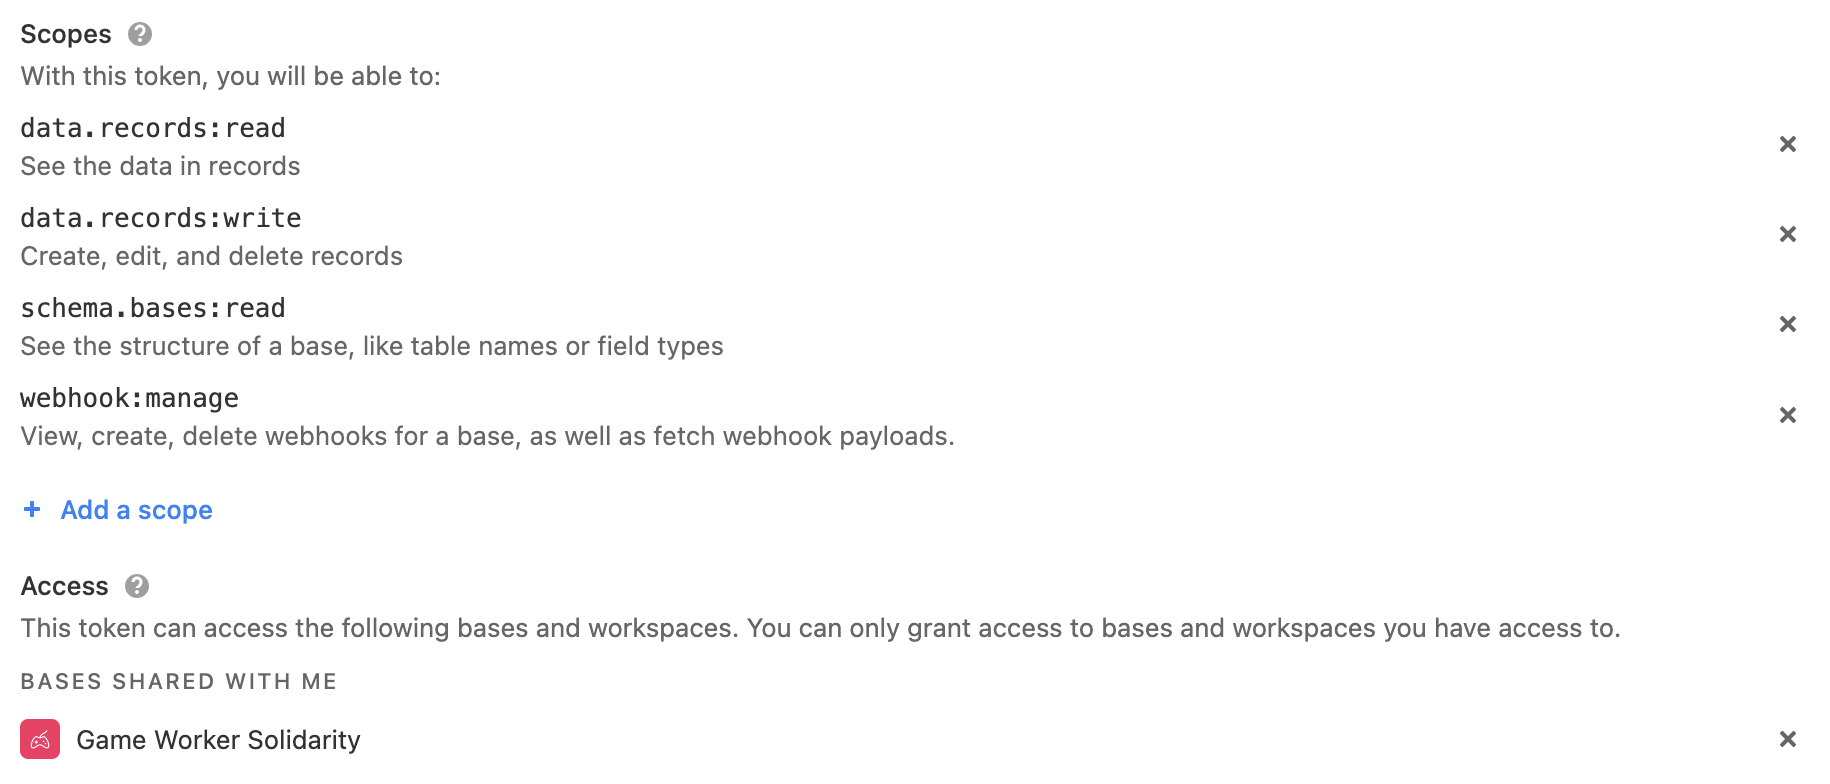 Scopes ?
With this token, you will be able to:
data.records:read
See the data in records
data.records:write
Create, edit, and delete records
schema.bases:read
See the structure of a base, like table names or field types
webhook:manage
View, create, delete webhooks for a base, as well as fetch webhook payloads.
+ Add a scope
Access ?
This token can access the following bases and workspaces. You can only grant access to bases and workspaces you have access to.
BASES SHARED WITH ME
Game Worker Solidarity